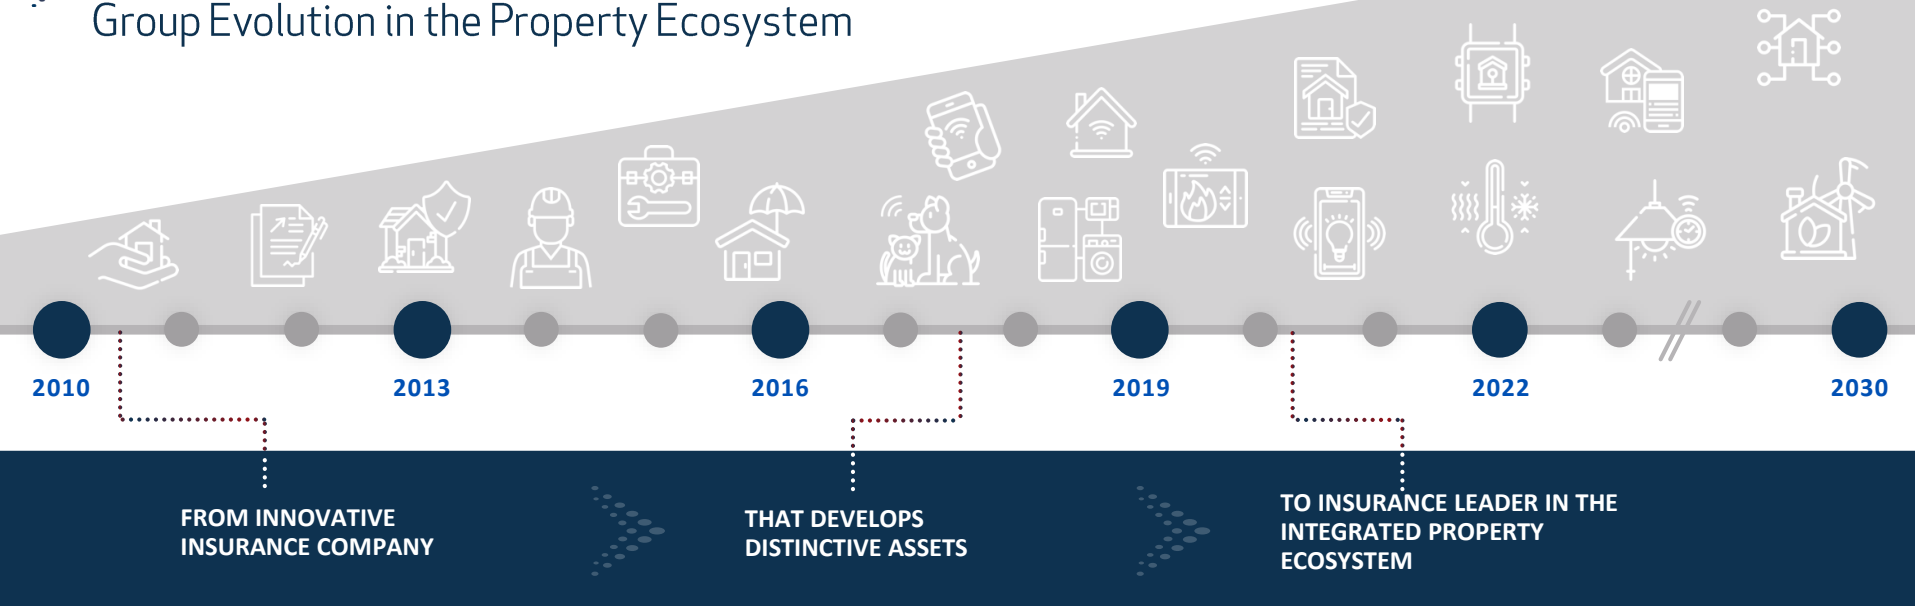 Group Evolution in the Property Ecosystem
2010
2013
2016
2019
2022
2030
FROM INNOVATIVE
INSURANCE COMPANY
THAT DEVELOPS
DISTINCTIVE ASSETS
TO INSURANCE LEADER IN THE
INTEGRATED PROPERTY
ECOSYSTEM